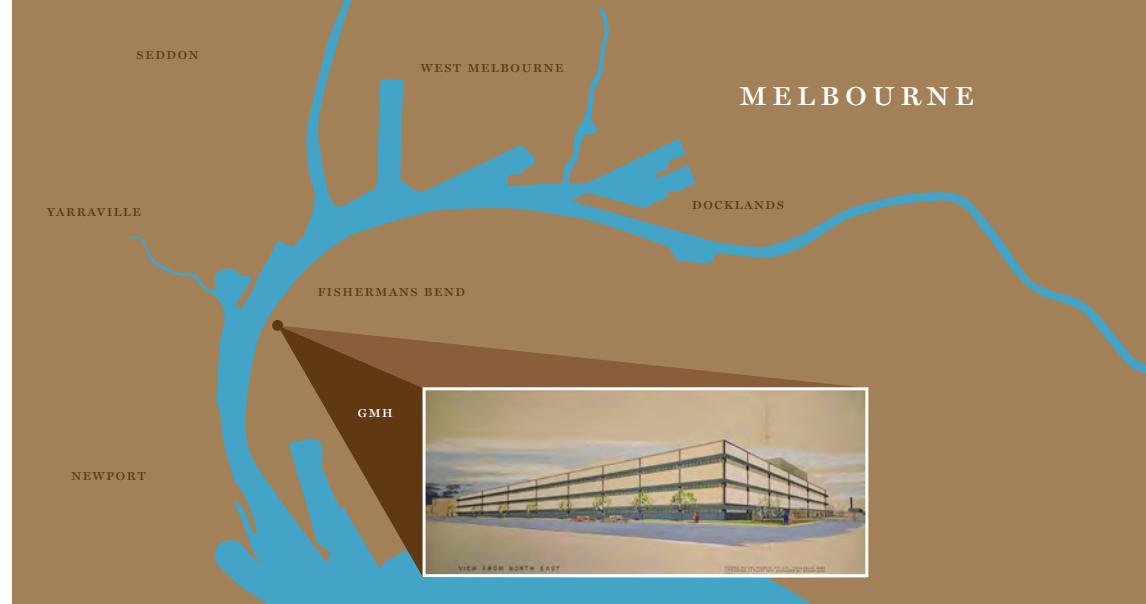 SEDDON
WEST MELBOURNE
MELBOURNE
YARRAVILLE
DOCKLANDS
FISHERMANS BEND
GMH
NEWPORT
VIEW FROM NORTH EAST